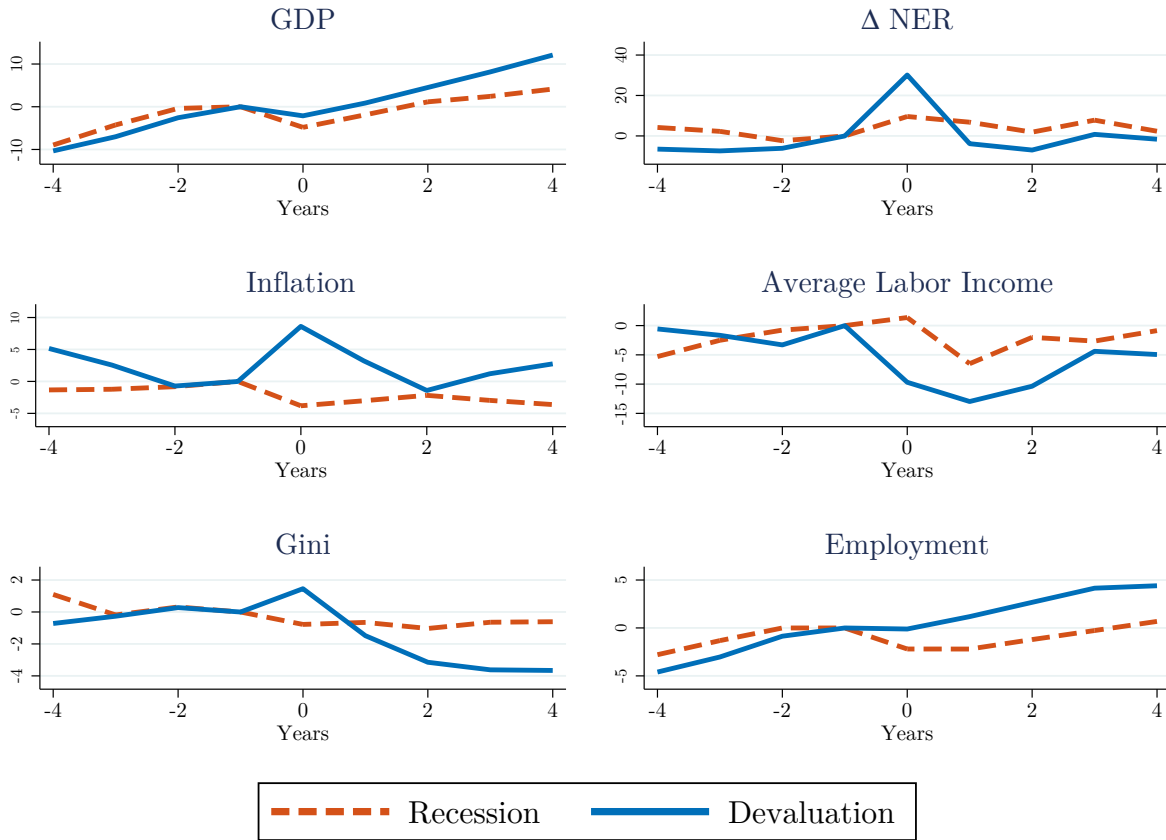 GDP
10
0
-10
-4 -2 0 2 4
Years
Δ NER
40
20
0
-4 -2 0 2 4
Years
Inflation
10
5
0
-5
-4 -2 0 2 4
Years
Average Labor Income
0
-5
-10
-15
-4 -2 0 2 4
Years
Gini
2
0
-2
-4
-4 -2 0 2 4
Years
Employment
5
0
-5
-4 -2 0 2 4
Years
Recession Devaluation